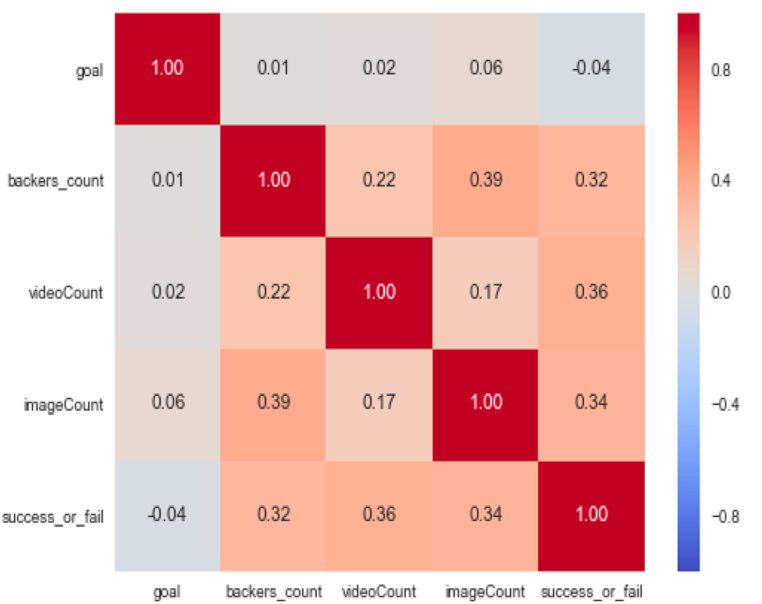 goal 1.00 0.01 0.02 0.06 -0.04
backers_count 0.01 1.00 0.22 0.39 0.32
videoCount 0.02 0.22 1.00 0.17 0.36
imageCount 0.06 0.39 0.17 1.00 0.34
success_or_fail -0.04 0.32 0.36 0.34 1.00
goal backers_count videoCount imageCount success_or_fail
0.8
0.4
0.0
−0.4
−0.8